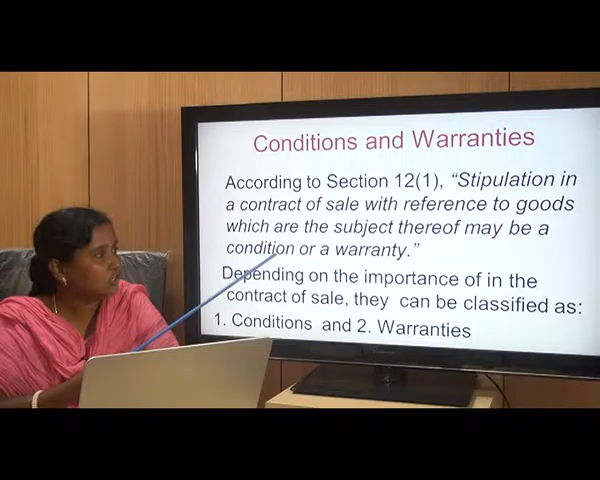 Conditions and Warranties
According to Section 12(1), “Stipulation in
a contract of sale with reference to goods
which are the subject thereof may be a
condition or a warranty.”
Depending on the importance of in the
contract of sale, they can be classified as:
1. Conditions and 2. Warranties